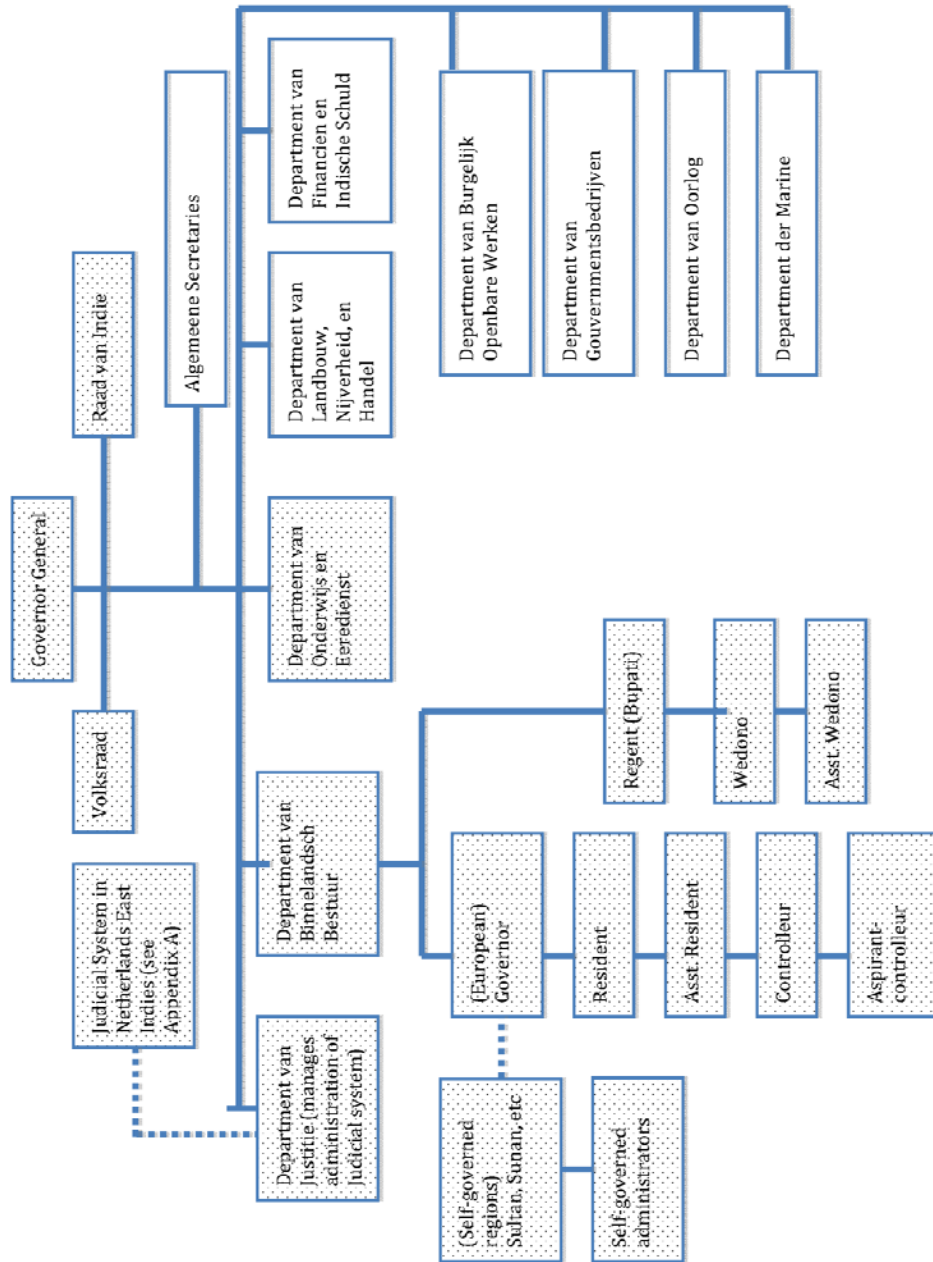 Governor General
Volksraad
Raad van Indie
Judicial System in
Netherlands East
Indies (see
Appendix A)
Algemeene Secretaries
Department van
Justitie (manages
administration of
Judicial system)
Department van
Binnelandsch
Bestuur
Department van
Onderwijs en
Eeredienst
Department van
Landbouw,
Nijverheid, en
Handel
Department van
Financien en
Indische Schuld
(Self-governed
regions)
Sultan, Sunan, etc
Self-governed
administrators
(European)
Governor
Resident
Asst. Resident
Controlleur
Aspirant-
controlleur
Regent (Bupati)
Wedono
Asst. Wedono
Department van Burgelijk
Openbare Werken
Department van
Gouvernmentsbedrijven
Department van Oorlog
Department der Marine